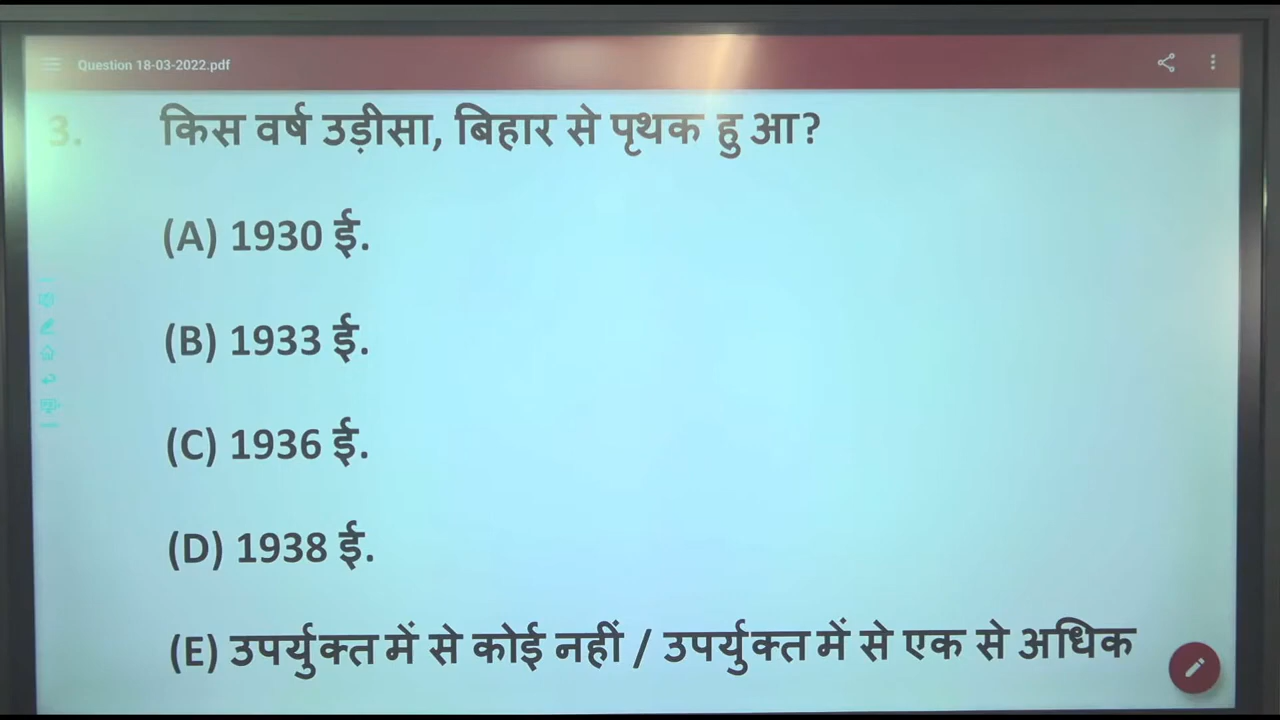 Question 18-03-2022.pdf
3. किस वर्ष उड़ीसा, बिहार से पृथक हु आ?
(A) 1930 ई.
(B) 1933 ई.
(C) 1936 ई.
(D) 1938 ई.
(E) उपर्युक्त में से कोई नहीं / उपर्युक्त में से एक से अधिक